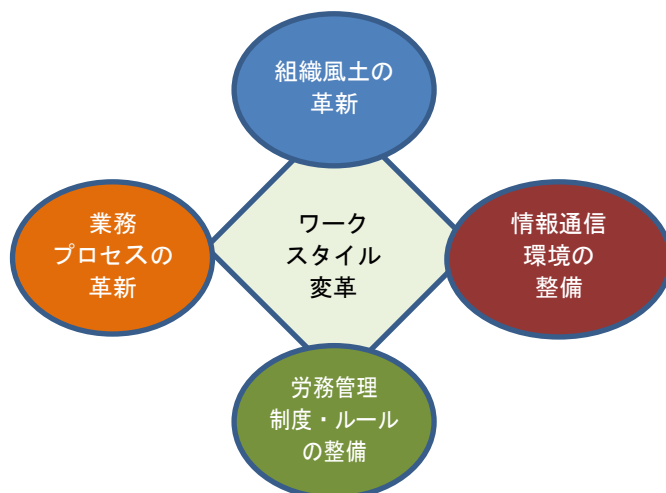 組織風土の
革新
業務
プロセスの
革新
ワーク
スタイル
変革
情報通信
環境の
整備
労務管理
制度・ルール
の整備